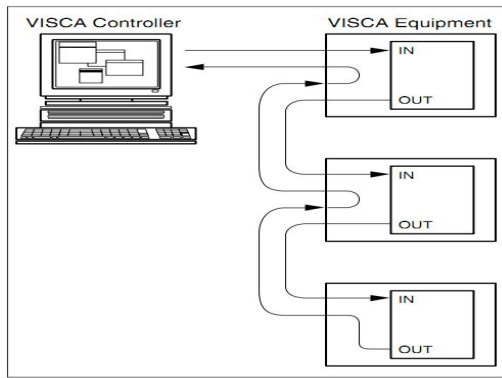 VISCA Controller
VISCA Equipment
IN
OUT
IN
OUT
IN
OUT